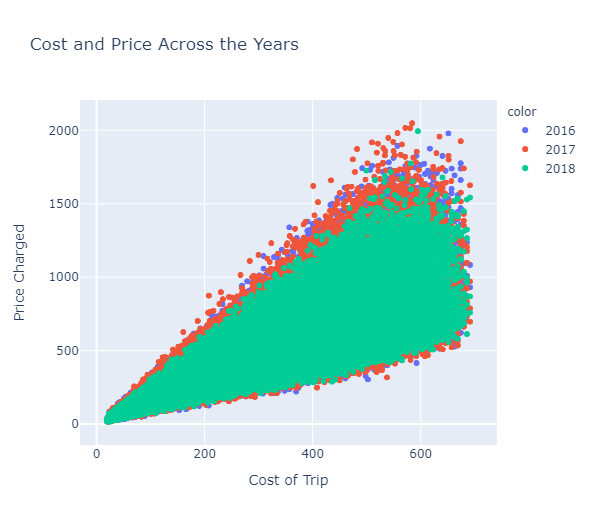 Cost and Price Across the Years
color
2016
2017
2018
2000
1500
1000
500
0
Price Charged
0 200 400 600
Cost of Trip